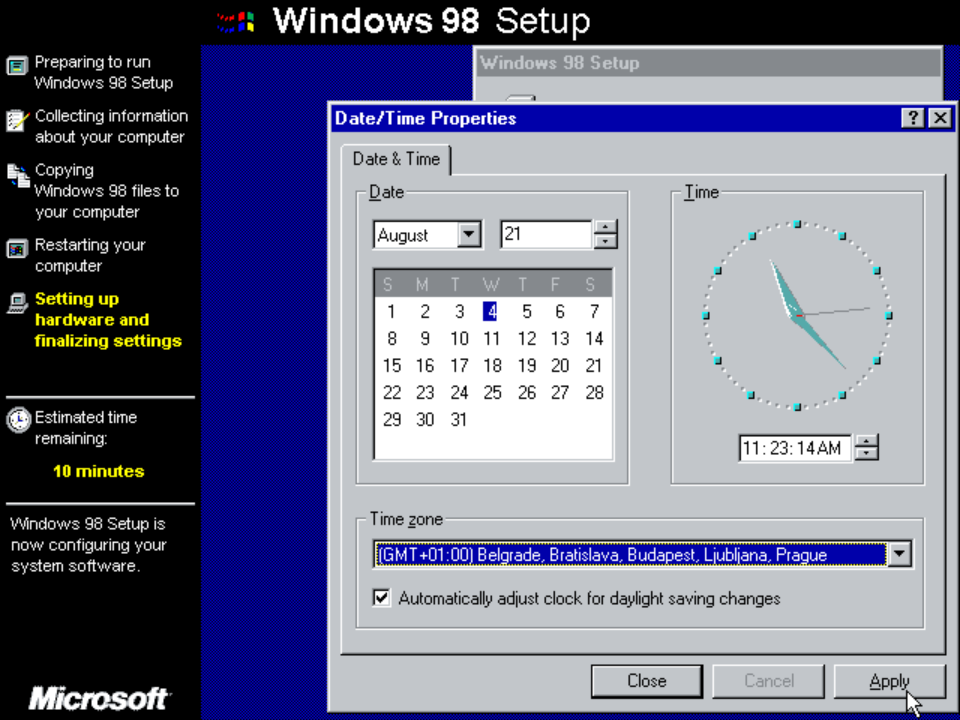 Windows 98 Setup
Preparing to run
Windows 98 Setup
Collecting information
about your computer
Copying
Windows 98 files to
your computer
Restarting your
computer
Setting up
hardware and
finalizing settings
Estimated time
remaining:
10 minutes
Windows 98 Setup is
now configuring your
system software.
Microsoft
Windows 98 Setup
Date/Time Properties
Date & Time
Date
August 21
S M T W T F S
1 2 3 4 5 6 7
8 9 10 11 12 13 14
15 16 17 18 19 20 21
22 23 24 25 26 27 28
29 30 31
Time
11:23:14 AM
Time zone
(GMT+01:00) Belgrade, Bratislava, Budapest, Ljubljana, Prague
Automatically adjust clock for daylight saving changes
Close Cancel Apply